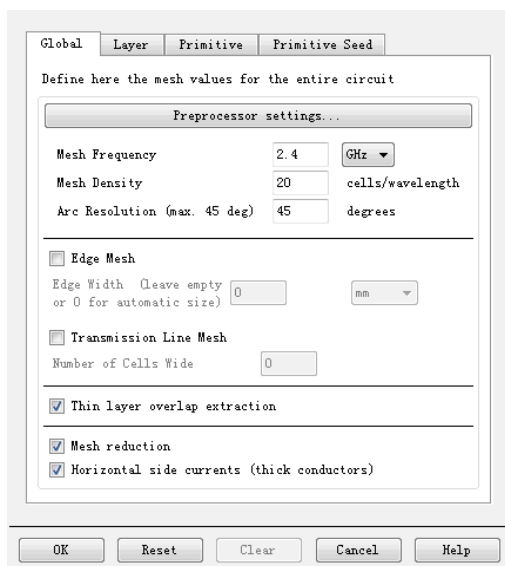 Global Layer Primitive Primitive Seed
Define here the mesh values for the entire circuit
Preprocessor settings...
Mesh Frequency 2.4 GHz
Mesh Density 20 cells/wavelength
Arc Resolution (max. 45 deg) 45 degrees
Edge Mesh
Edge Width (leave empty
or 0 for automatic size) 0 mm
Transmission Line Mesh
Number of Cells Wide 0
Thin layer overlap extraction
Mesh reduction
Horizontal side currents (thick conductors)
OK Reset Clear Cancel Help